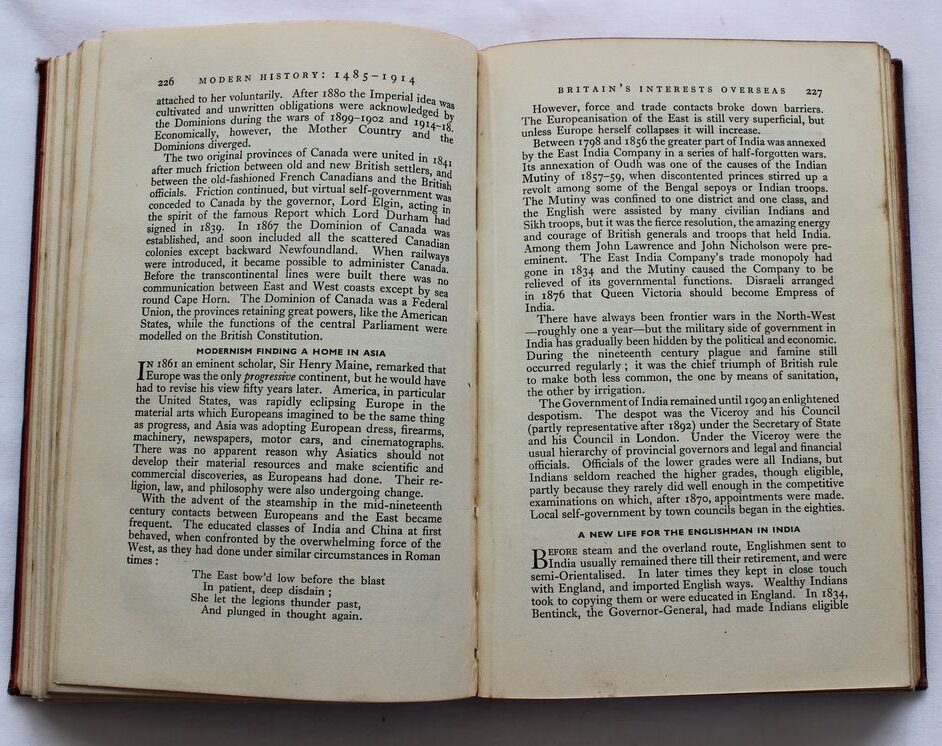 226 MODERN HISTORY: 1485–1914
attached to her voluntarily. After 1880 the Imperial idea was
cultivated and unwritten obligations were acknowledged by
the Dominions during the wars of 1899–1902 and 1914–18.
Economically, however, the Mother Country and the
Dominions diverged.
The two original provinces of Canada were united in 1841
after much friction between old and new British settlers, and
between the old-fashioned French Canadians and the British
officials. Friction continued, but virtual self-government was
conceded to Canada by the governor, Lord Elgin, acting in
the spirit of the famous Report which Lord Durham had
signed in 1839. In 1867 the Dominion of Canada was
established, and soon included all the scattered Canadian
colonies except backward Newfoundland. When railways
were introduced, it became possible to administer Canada.
Before the transcontinental lines were built there was no
communication between East and West coasts except by sea
round Cape Horn. The Dominion of Canada was a Federal
Union, the provinces retaining great powers, like the American
States, while the functions of the central Parliament were
modelled on the British Constitution.
MODERNISM FINDING A HOME IN ASIA
IN 1861 an eminent scholar, Sir Henry Maine, remarked that
Europe was the only progressive continent, but he would have
had to revise his view fifty years later. America, in particular
the United States, was rapidly eclipsing Europe in the
material arts which Europeans imagined to be the same thing
as progress, and Asia was adopting European dress, firearms,
machinery, newspapers, motor cars, and cinematographs.
There was no apparent reason why Asiatics should not
develop their material resources and make scientific and
commercial discoveries, as Europeans had done. Their re-
ligion, law, and philosophy were also undergoing change.
With the advent of the steamship in the mid-nineteenth
century contacts between Europeans and the East became
frequent. The educated classes of India and China at first
behaved, when confronted by the overwhelming force of the
West, as they had done under similar circumstances in Roman
times :
The East bow'd low before the blast
In patient, deep disdain ;
She let the legions thunder past,
And plunged in thought again.
BRITAIN'S INTERESTS OVERSEAS 227
However, force and trade contacts broke down barriers.
The Europeanisation of the East is still very superficial, but
unless Europe herself collapses it will increase.
Between 1798 and 1856 the greater part of India was annexed
by the East India Company in a series of half-forgotten wars.
Its annexation of Oudh was one of the causes of the Indian
Mutiny of 1857–59, when discontented princes stirred up a
revolt among some of the Bengal sepoys or Indian troops.
The Mutiny was confined to one district and one class, and
the English were assisted by many civilian Indians and
Sikh troops, but it was the fierce resolution, the amazing energy
and courage of British generals and troops that held India.
Among them John Lawrence and John Nicholson were pre-
eminent. The East India Company's trade monopoly had
gone in 1834 and the Mutiny caused the Company to be
relieved of its governmental functions. Disraeli arranged
in 1876 that Queen Victoria should become Empress of
India.
There have always been frontier wars in the North-West
—roughly one a year—but the military side of government in
India has gradually been hidden by the political and economic.
During the nineteenth century plague and famine still
occurred regularly ; it was the chief triumph of British rule
to make both less common, the one by means of sanitation,
the other by irrigation.
The Government of India remained until 1909 an enlightened
despotism. The despot was the Viceroy and his Council
(partly representative after 1892) under the Secretary of State
and his Council in London. Under the Viceroy were the
usual hierarchy of provincial governors and legal and financial
officials. Officials of the lower grades were all Indians, but
Indians seldom reached the higher grades, though eligible,
partly because they rarely did well enough in the competitive
examinations on which, after 1870, appointments were made.
Local self-government by town councils began in the eighties.
A NEW LIFE FOR THE ENGLISHMAN IN INDIA
BEFORE steam and the overland route, Englishmen sent to
India usually remained there till their retirement, and were
semi-Orientalised. In later times they kept in close touch
with England, and imported English ways. Wealthy Indians
took to copying them or were educated in England. In 1834,
Bentinck, the Governor-General, had made Indians eligible